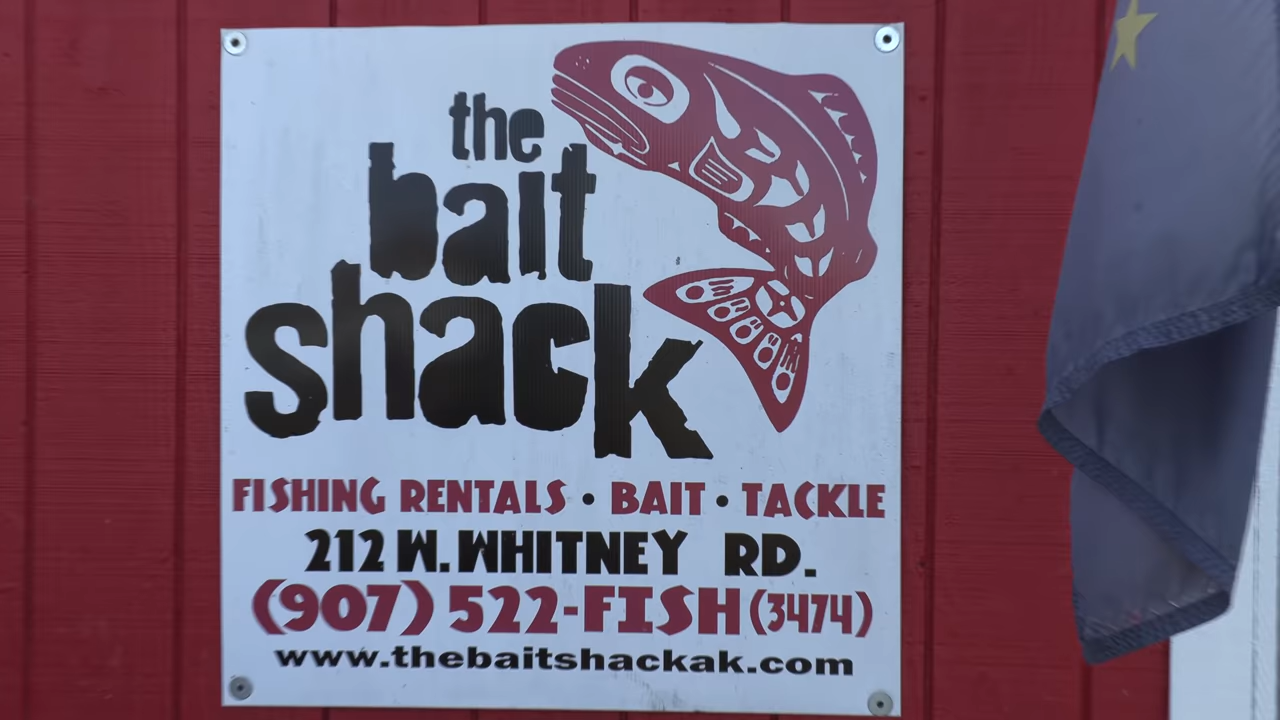 the
bait
shack
FISHING RENTALS • BAIT • TACKLE
212 W. WHITNEY RD.
(907) 522-FISH (3474)
www.thebaitshackak.com